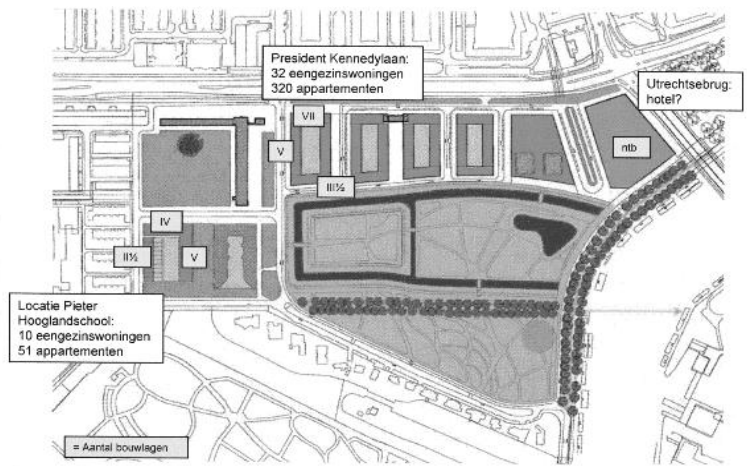 President Kennedylaan:
32 eengezinswoningen
320 appartementen
Utrechtsebrug:
hotel?
VII
V
ntb
III½
IV
II½
V
Locatie Pieter
Hooglandschool:
10 eengezinswoningen
51 appartementen
= Aantal bouwlagen